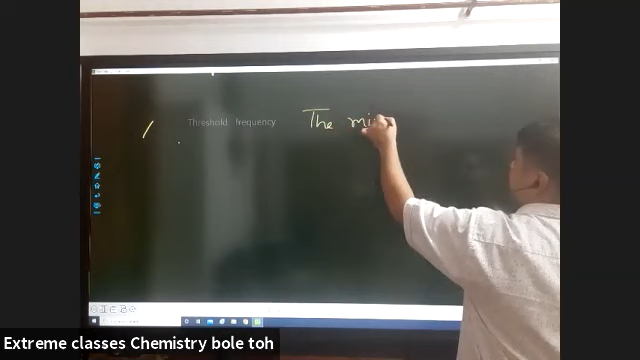 Threshold frequency The mi
Extreme classes Chemistry bole toh